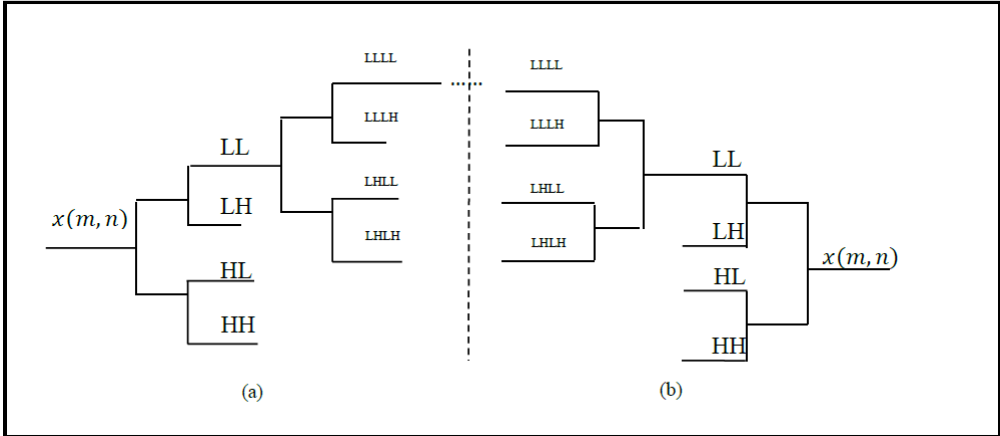 LLLL
LLLH
LL
LHLL
LH
LHLH
x(m,n)
HL
HH
(a)
......
LLLL
LLLH
LL
LHLL
LH
LHLH
x(m,n)
HL
HH
(b)